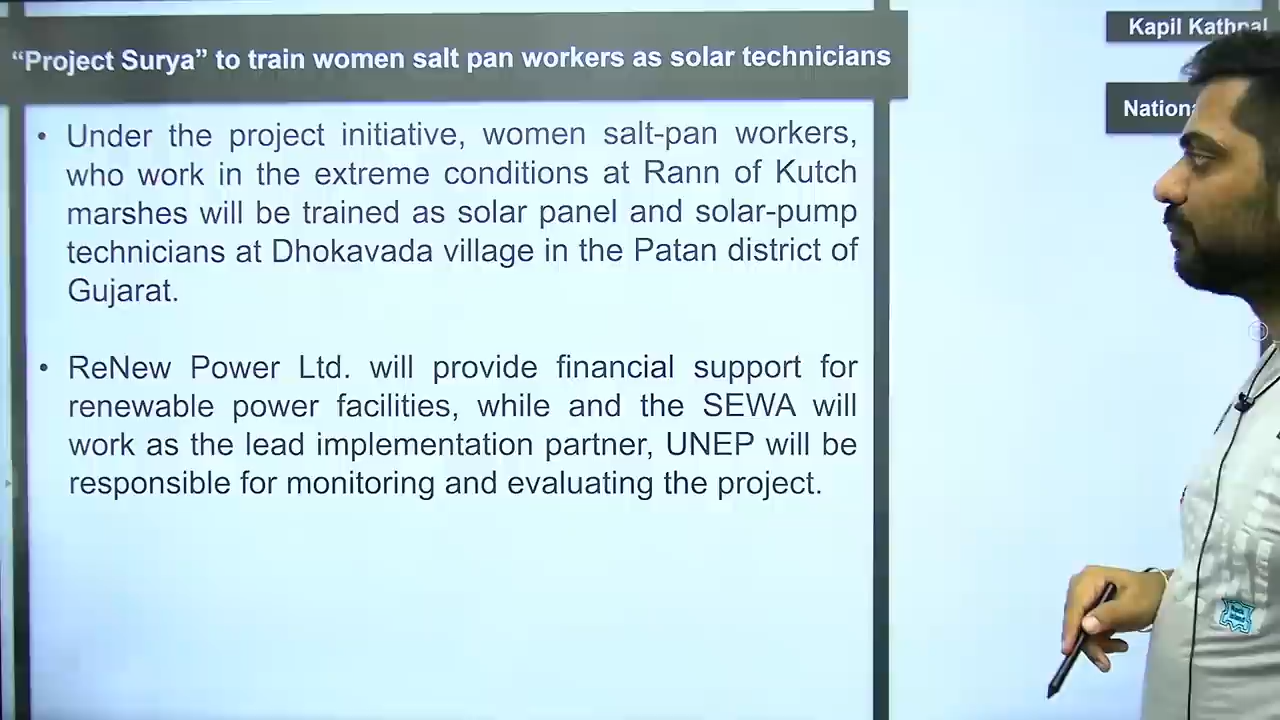 “Project Surya” to train women salt pan workers as solar technicians
Kapil Kathpal
• Under the project initiative, women salt-pan workers,
who work in the extreme conditions at Rann of Kutch
marshes will be trained as solar panel and solar-pump
technicians at Dhokavada village in the Patan district of
Gujarat.
• ReNew Power Ltd. will provide financial support for
renewable power facilities, while and the SEWA will
work as the lead implementation partner, UNEP will be
responsible for monitoring and evaluating the project.